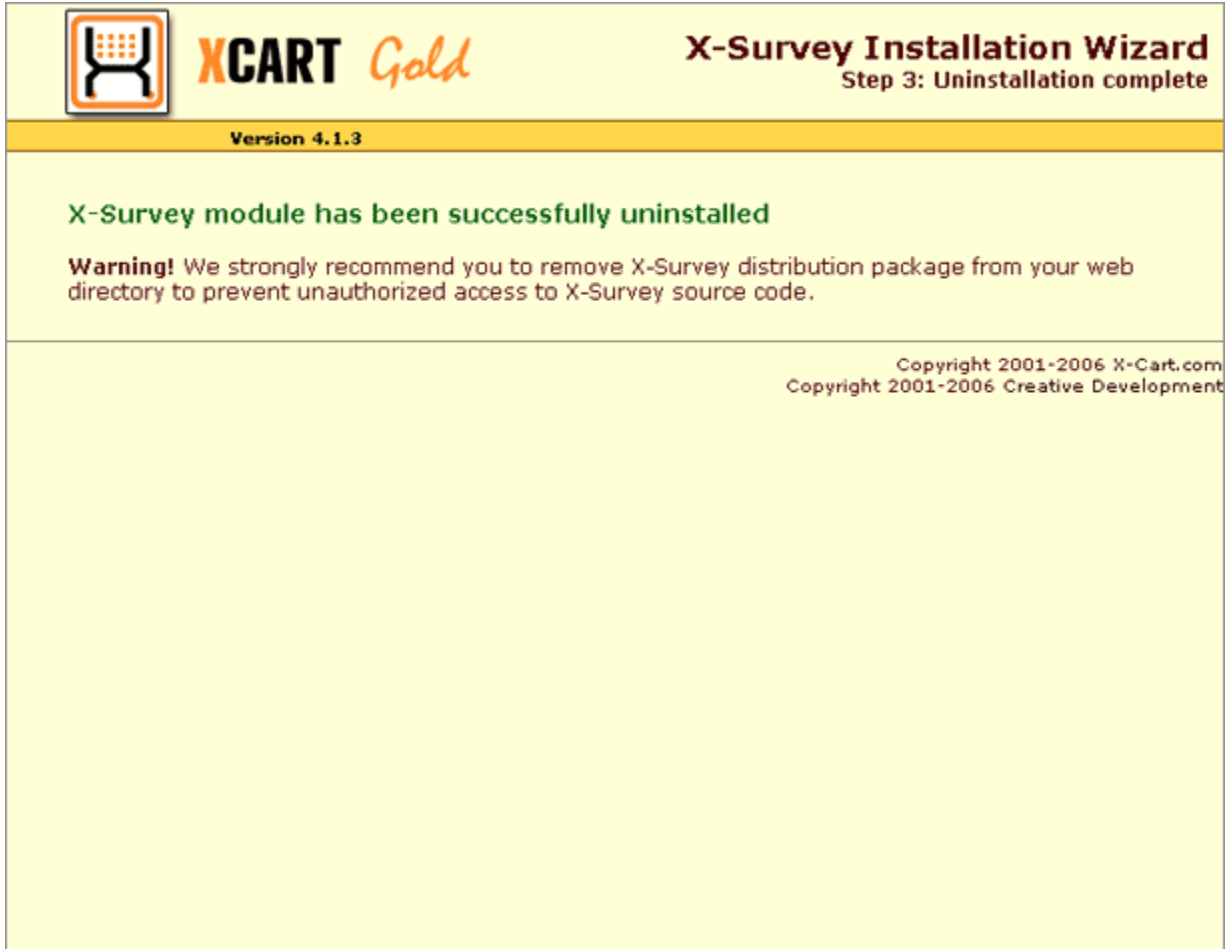 XCART Gold
X-Survey Installation Wizard
Step 3: Uninstallation complete
Version 4.1.3
X-Survey module has been successfully uninstalled
Warning! We strongly recommend you to remove X-Survey distribution package from your web
directory to prevent unauthorized access to X-Survey source code.
Copyright 2001-2006 X-Cart.com
Copyright 2001-2006 Creative Development